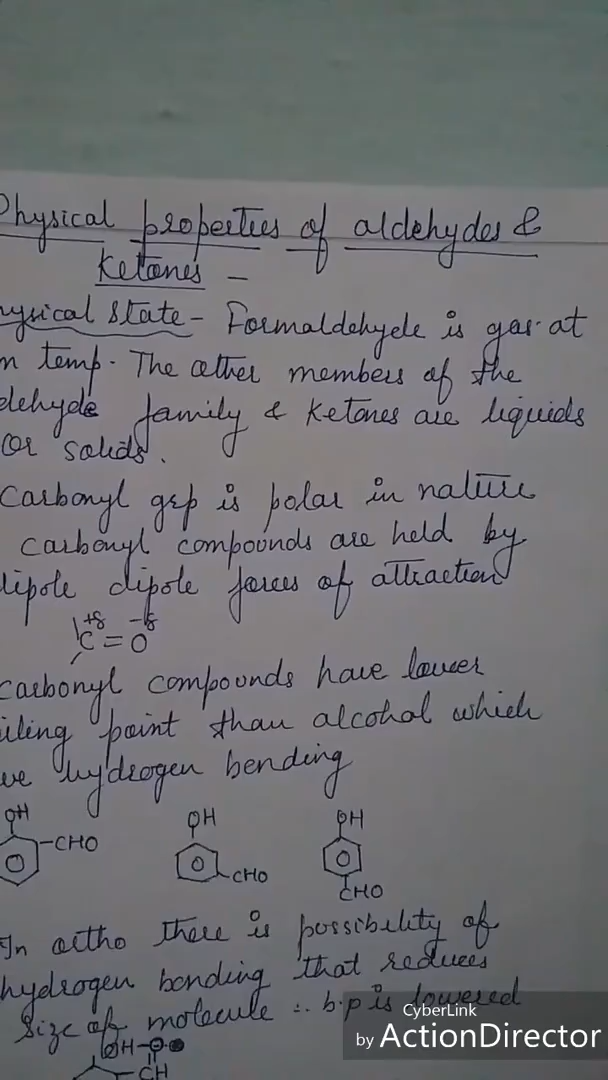 Physical properties of aldehydes &
Ketones -
ysical state - Formaldehyde is gas at
m temp. The other members of the
dehyde family & Ketones are liquids
or solids.
Carbonyl grp is polar in nature
carbonyl compounds are held by
dipole dipole forces of attraction
+δ -δ
C = O
carbonyl compounds have lower
iling point than alcohol which
ve hydrogen bonding
OH OH OH
-CHO CHO CHO
In ortho there is possibility of
hydrogen bonding that reduces
size of molecule ∴ b.p is lowered
OH-O
CH
CyberLink
by ActionDirector